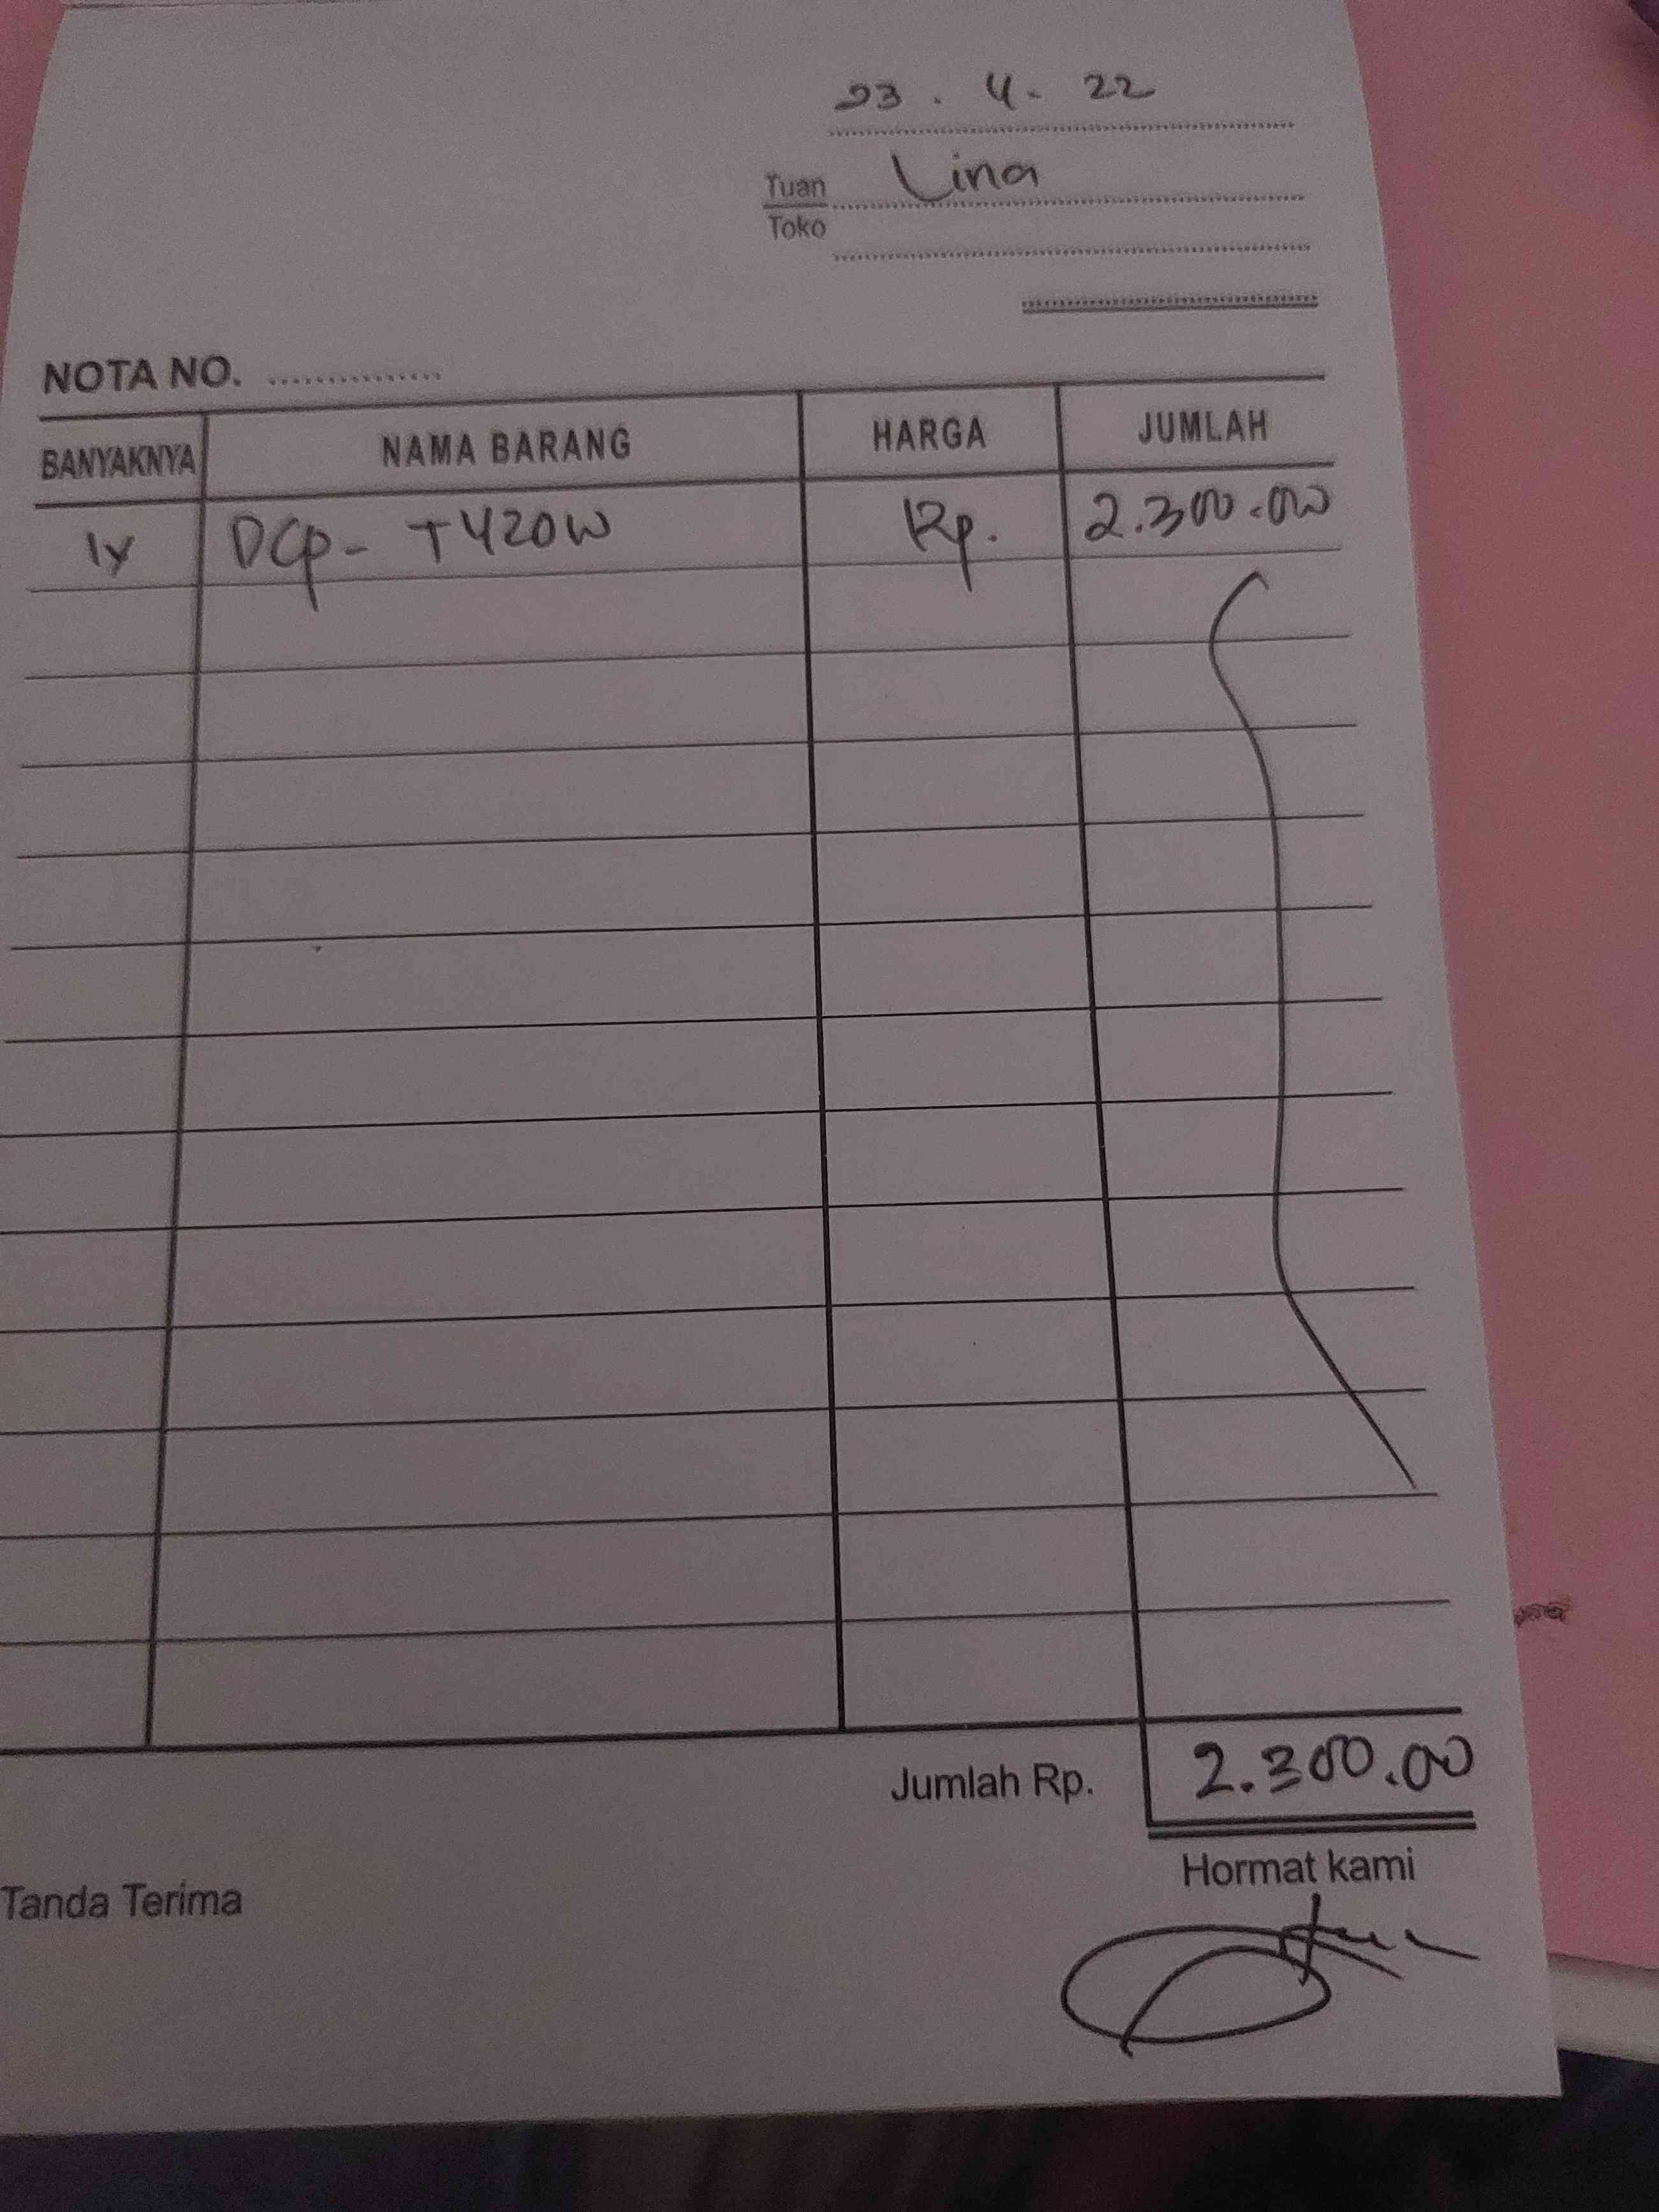 23 . 4 - 22
Tuan Lina
Toko
NOTA NO. ...............
BANYAKNYA NAMA BARANG HARGA JUMLAH
1x DCp - T420W Rp. 2.300.000
Jumlah Rp. 2.300.00
Tanda Terima Hormat kami